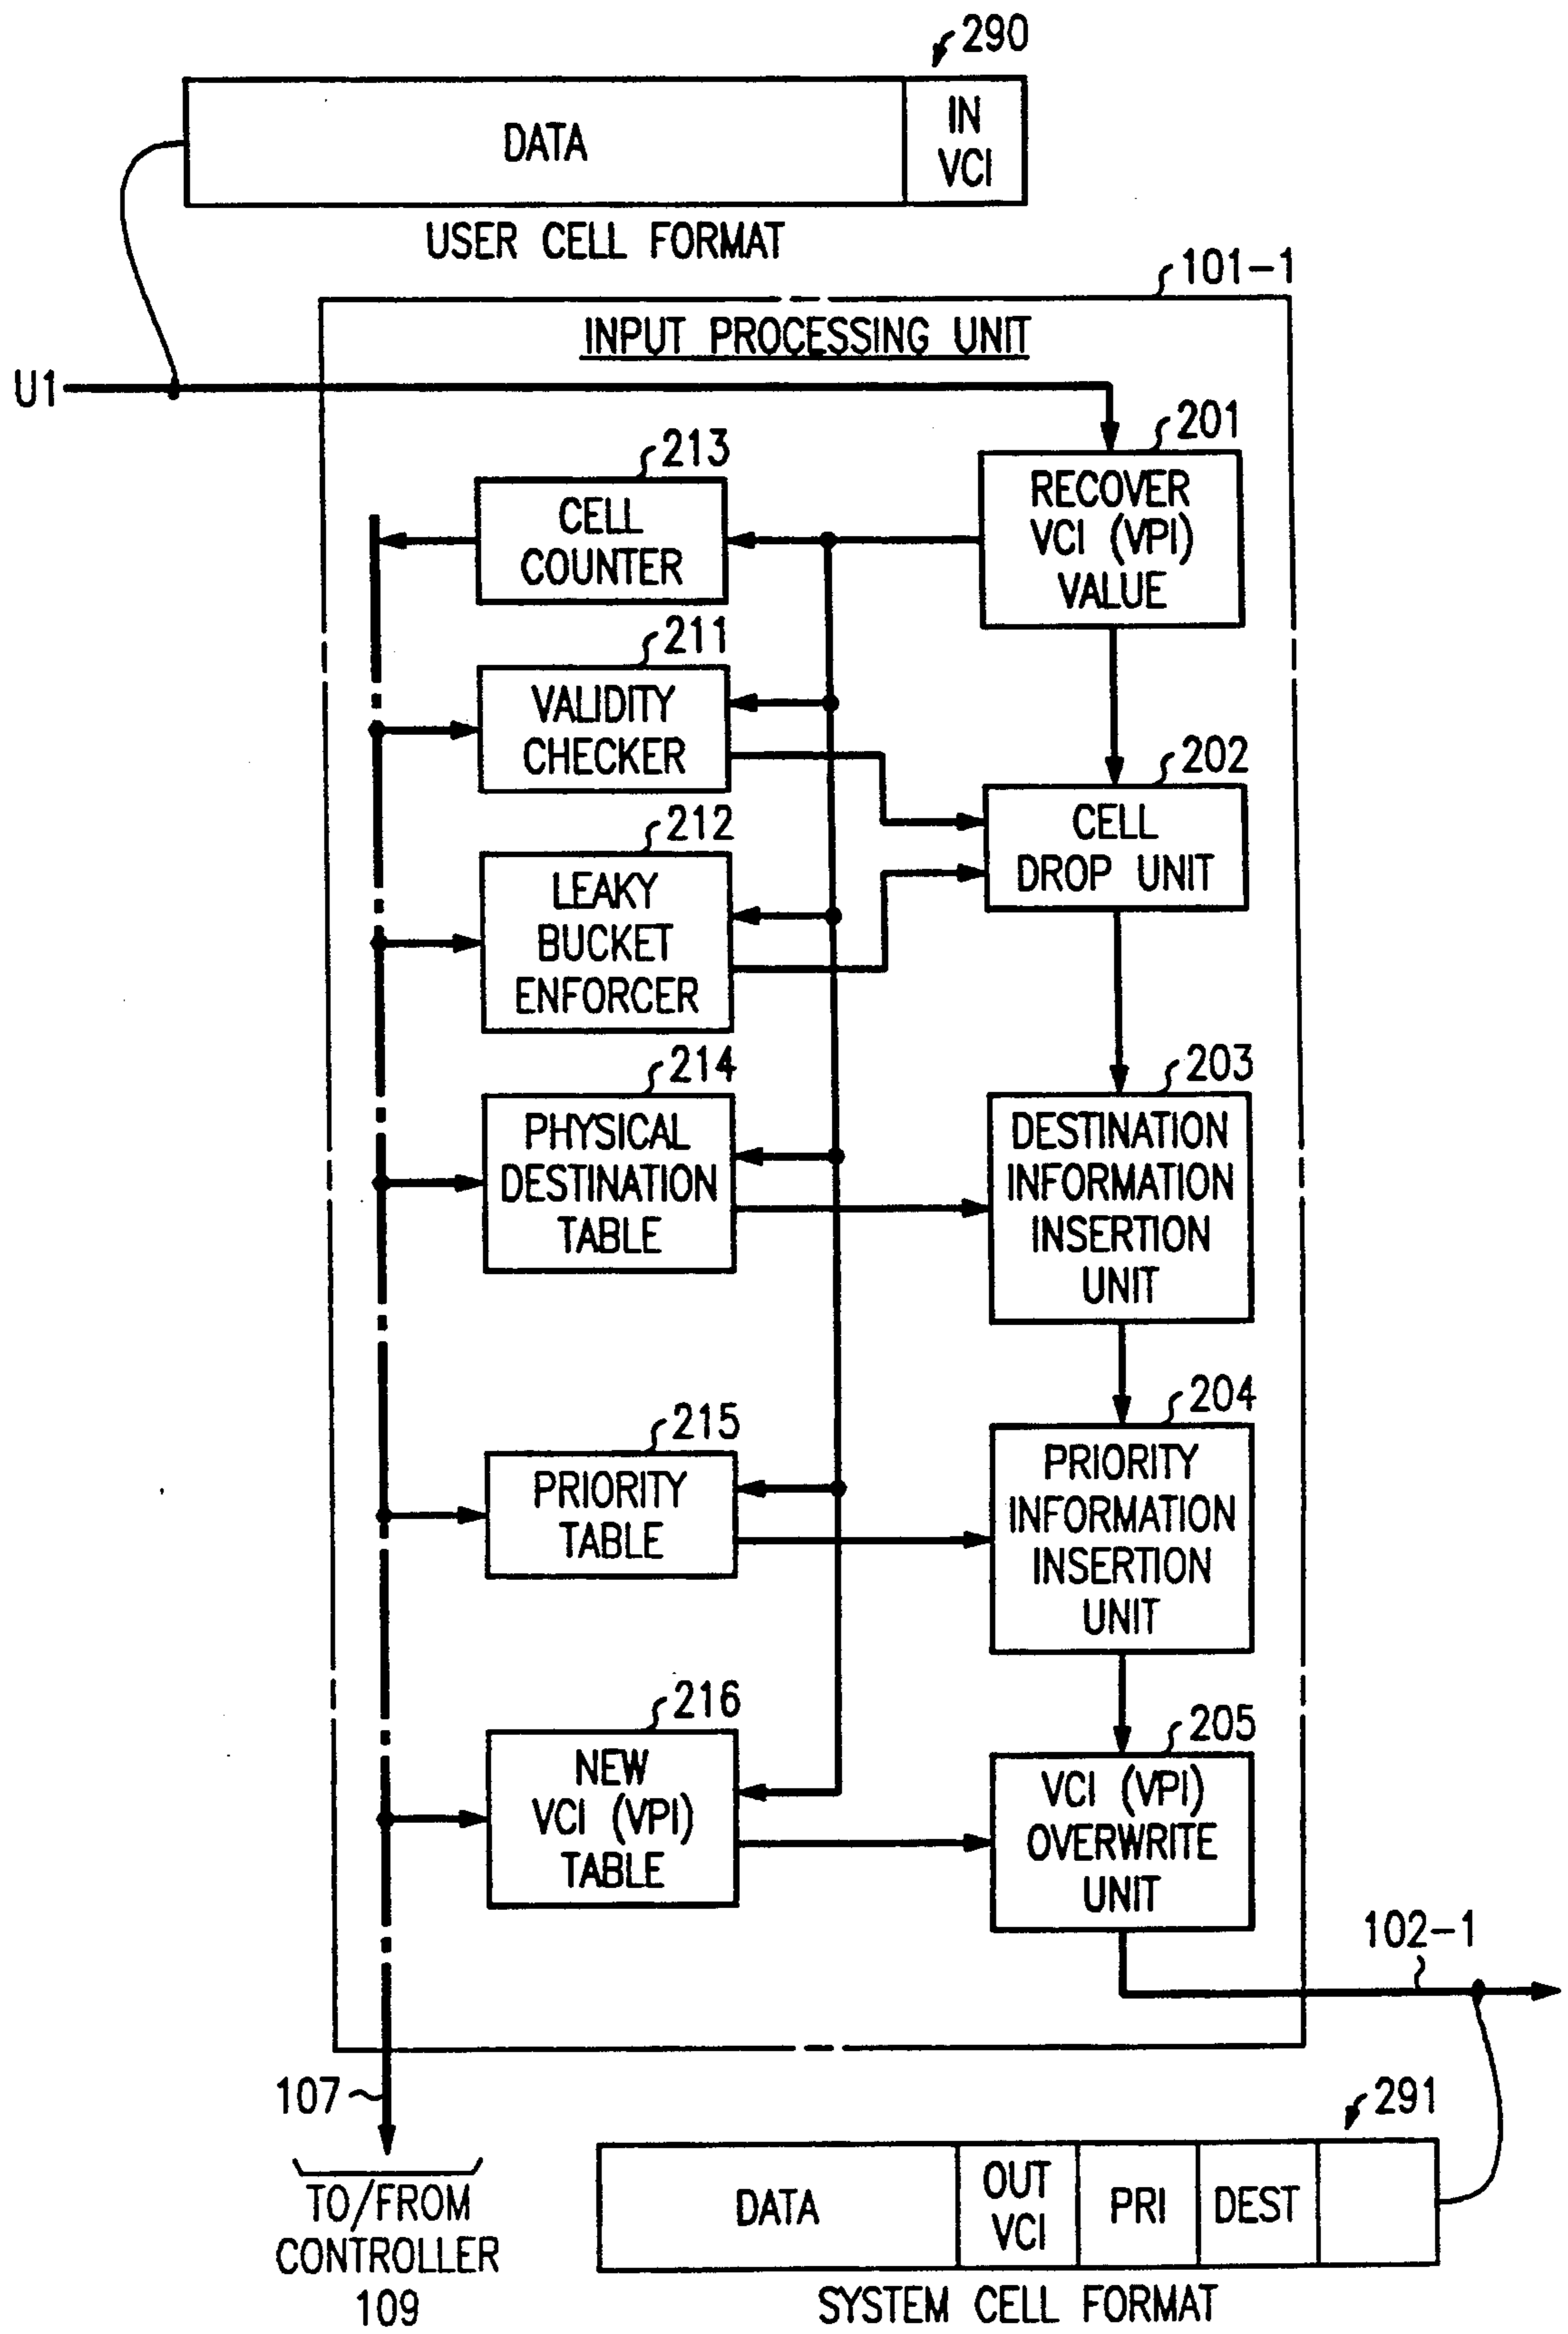 290
DATA
IN
VCI
USER CELL FORMAT
101-1
INPUT PROCESSING UNIT
U1
201
RECOVER
VCI (VPI)
VALUE
213
CELL
COUNTER
211
VALIDITY
CHECKER
202
CELL
DROP UNIT
212
LEAKY
BUCKET
ENFORCER
214
PHYSICAL
DESTINATION
TABLE
203
DESTINATION
INFORMATION
INSERTION
UNIT
215
PRIORITY
TABLE
204
PRIORITY
INFORMATION
INSERTION
UNIT
216
NEW
VCI (VPI)
TABLE
205
VCI (VPI)
OVERWRITE
UNIT
102-1
107
TO/FROM
CONTROLLER
109
291
DATA
OUT
VCI
PRI
DEST
SYSTEM CELL FORMAT